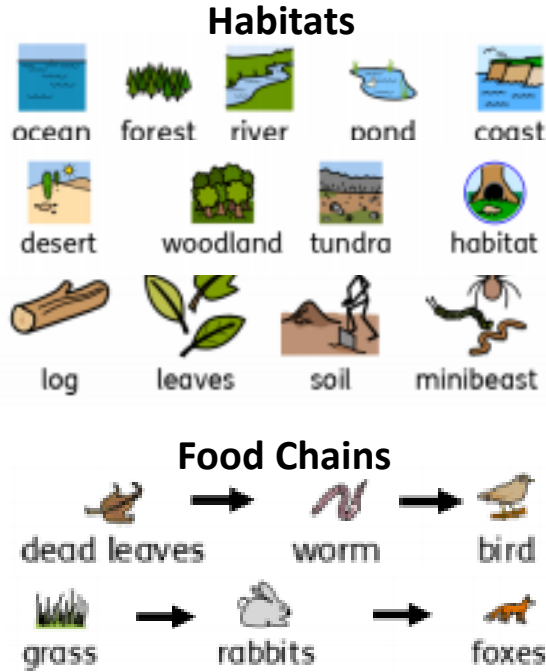 Habitats
ocean forest river pond coast
desert woodland tundra habitat
log leaves soil minibeast
Food Chains
dead leaves worm bird
grass rabbits foxes